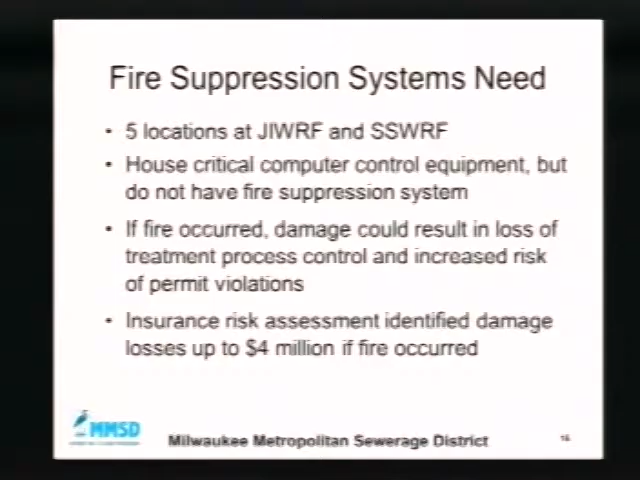 Fire Suppression Systems Need
• 5 locations at JIWRF and SSWRF
• House critical computer control equipment, but
do not have fire suppression system
• If fire occurred, damage could result in loss of
treatment process control and increased risk
of permit violations
• Insurance risk assessment identified damage
losses up to $4 million if fire occurred
MMSD
Milwaukee Metropolitan Sewerage District